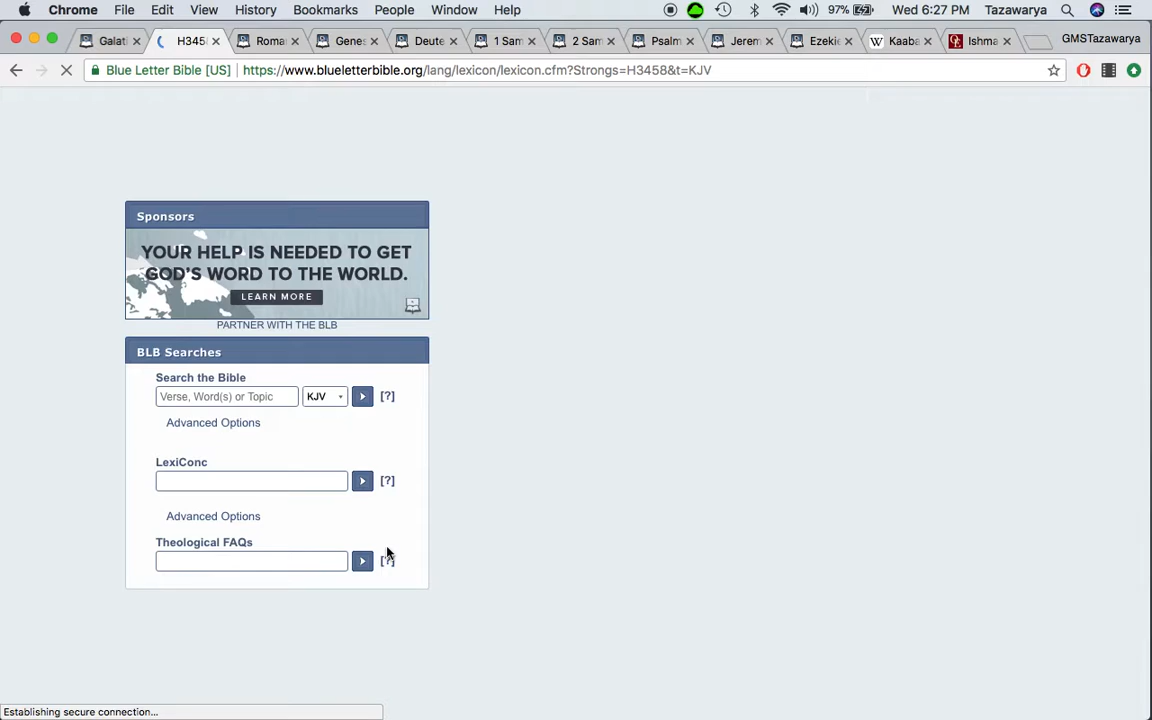 Chrome File Edit View History Bookmarks People Window Help 97% Wed 6:27 PM Tazawarya
Galati H345 Roma Genes Deute 1 Sam 2 Sam Psalm Jerem Ezekie W Kaaba Ishma GMSTazawarya
Blue Letter Bible [US] https://www.blueletterbible.org/lang/lexicon/lexicon.cfm?Strongs=H3458&t=KJV
Sponsors
YOUR HELP IS NEEDED TO GET
GOD'S WORD TO THE WORLD.
LEARN MORE
PARTNER WITH THE BLB
BLB Searches
Search the Bible
Verse, Word(s) or Topic KJV [?]
Advanced Options
LexiConc
[?]
Advanced Options
Theological FAQs
[?]
Establishing secure connection...